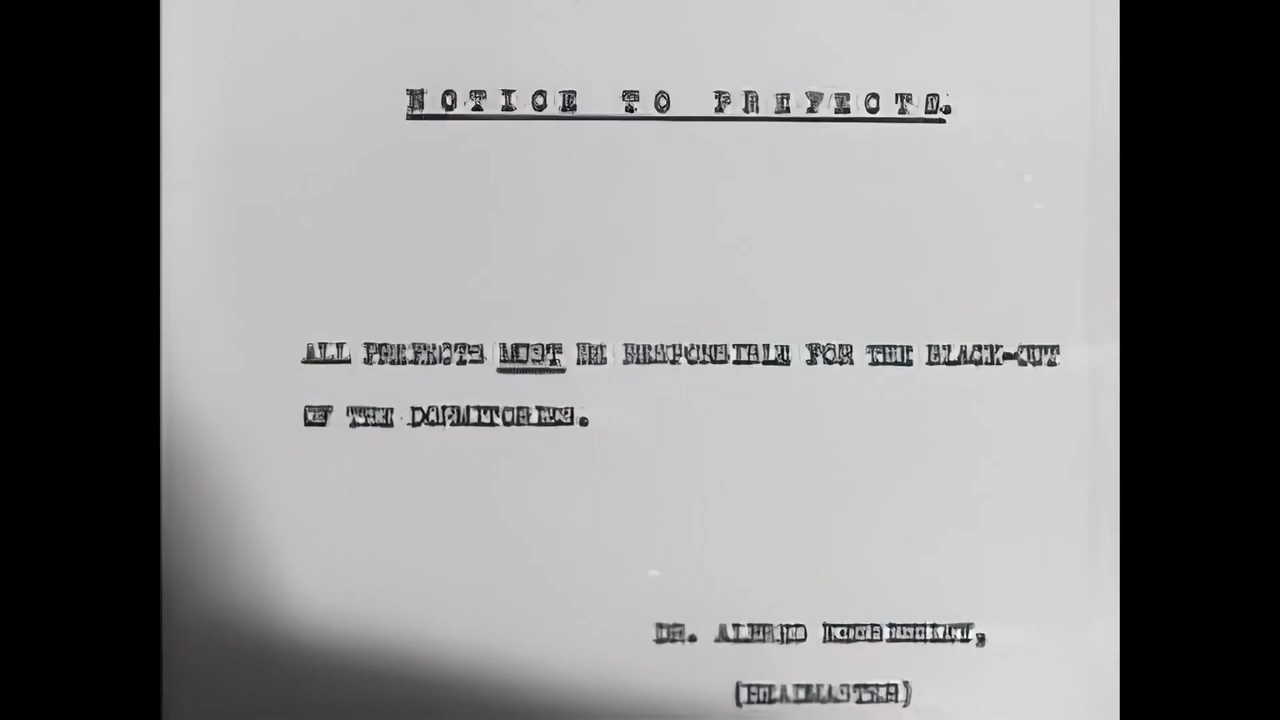 NOTICE TO PREFECTS.
ALL PREFECTS MUST BE RESPONSIBLE FOR THE BLACK-OUT
OF THE DORMITORIES.
DR. ALFRED
(HEADMASTER)